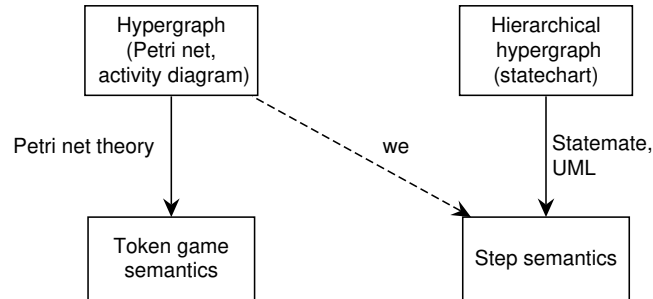 Hypergraph
(Petri net,
activity diagram)
Hierarchical
hypergraph
(statechart)
Petri net theory
we
Statemate,
UML
Token game
semantics
Step semantics